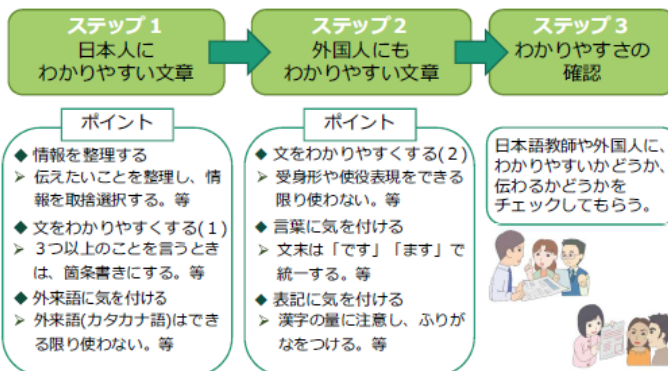 ステップ1
日本人に
わかりやすい文章
ステップ2
外国人にも
わかりやすい文章
ステップ3
わかりやすさの
確認
ポイント
◆ 情報を整理する
➢ 伝えたいことを整理し、情
報を取捨選択する。等
◆ 文をわかりやすくする(1)
➢ 3つ以上のことを言うとき
は、箇条書きにする。等
◆ 外来語に気を付ける
➢ 外来語(カタカナ語)はでき
る限り使わない。等
ポイント
◆ 文をわかりやすくする(2)
➢ 受身形や使役表現をできる
限り使わない。等
◆ 言葉に気を付ける
➢ 文末は「です」「ます」で
統一する。等
◆ 表記に気を付ける
➢ 漢字の量に注意し、ふりが
なをつける。等
日本語教師や外国人に、
わかりやすいかどうか、
伝わるかどうかを
チェックしてもらう。